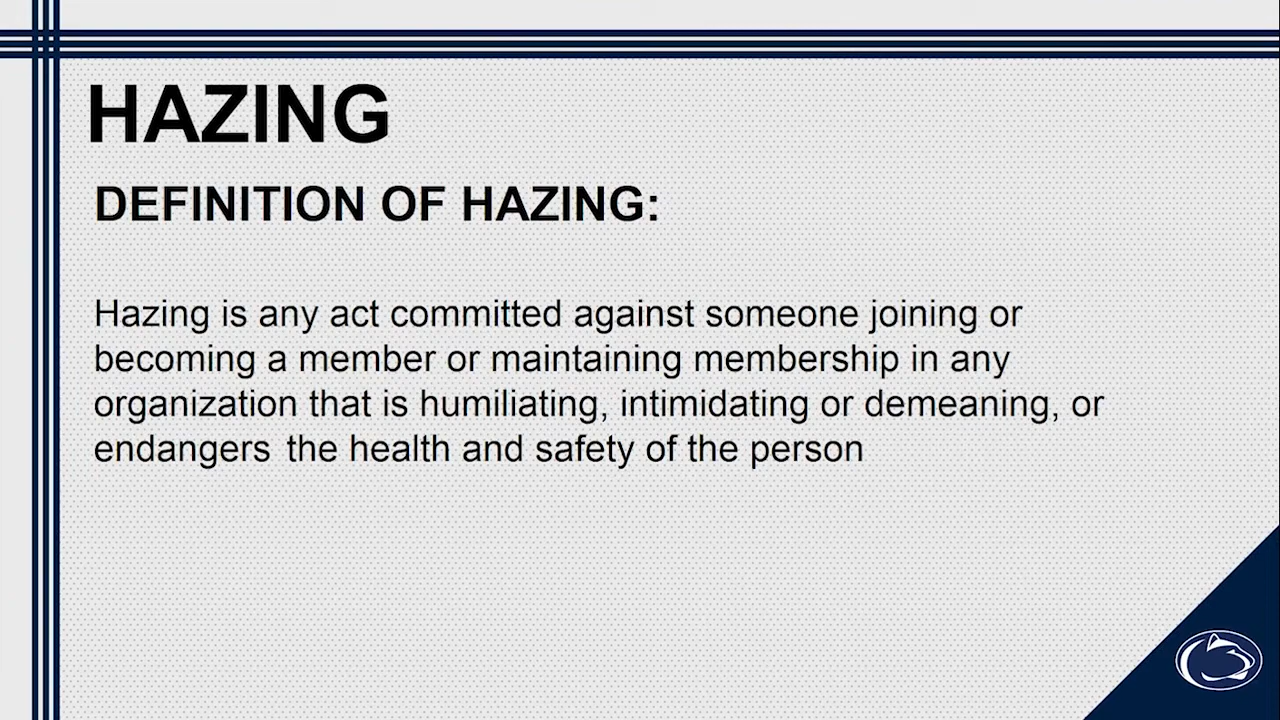 HAZING
DEFINITION OF HAZING:
Hazing is any act committed against someone joining or
becoming a member or maintaining membership in any
organization that is humiliating, intimidating or demeaning, or
endangers the health and safety of the person